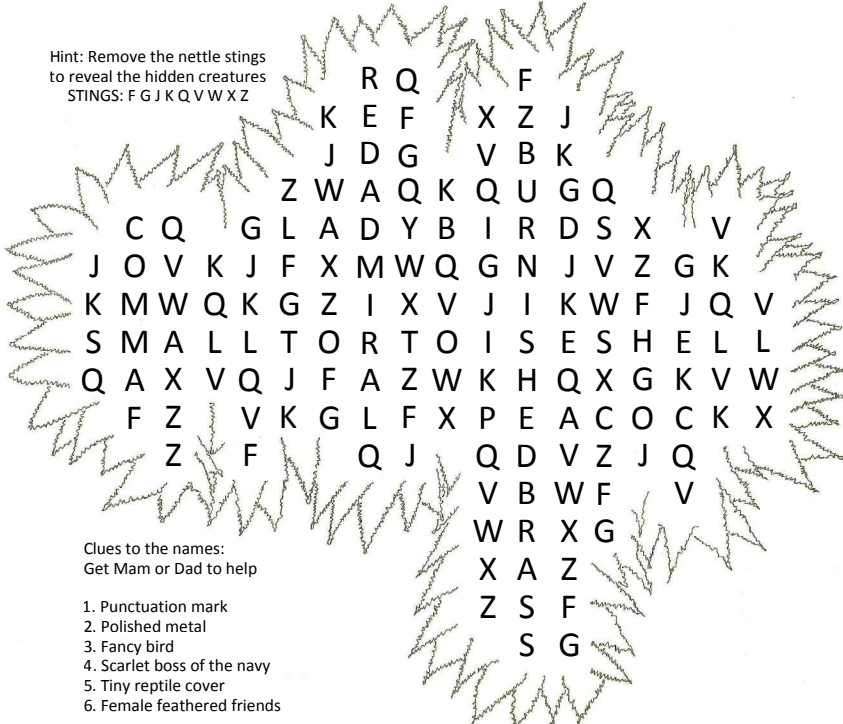 Hint: Remove the nettle stings
to reveal the hidden creatures
STINGS: F G J K Q V W X Z
R Q F
K E F X Z J
J D G V B K
Z W A Q K Q U G Q
C Q G L A D Y B I R D S X V
J O V K J F X M W Q G N J V Z G K
K M W Q K G Z I X V J I K W F J Q V
S M A L L T O R T O I S E S H E L L
Q A X V Q J F A Z W K H Q X G K V W
F Z V K G L F X P E A C O C K X
Z F Q J Q D V Z J Q
V B W F V
W R X G
X A Z
Z S F
S G
Clues to the names:
Get Mam or Dad to help
1. Punctuation mark
2. Polished metal
3. Fancy bird
4. Scarlet boss of the navy
5. Tiny reptile cover
6. Female feathered friends